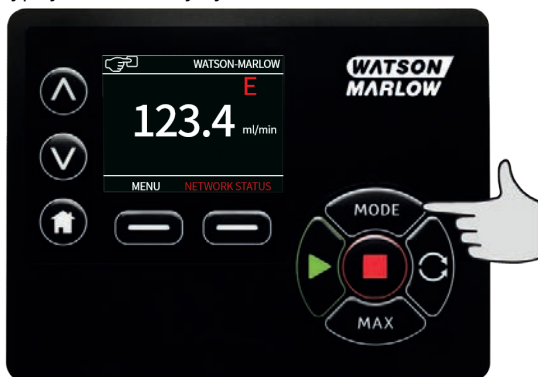 WATSON-MARLOW
E
123.4 ml/min
MENU NETWORK STATUS
WATSON
MARLOW
MODE
MAX